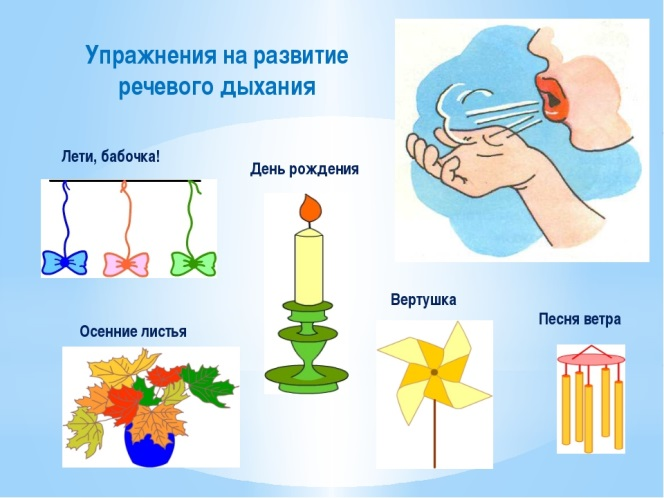 Упражнения на развитие
речевого дыхания
Лети, бабочка!
День рождения
Вертушка
Песня ветра
Осенние листья